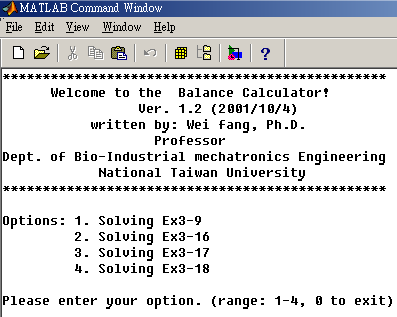 MATLAB Command Window
File Edit View Window Help
************************************************
Welcome to the  Balance Calculator!
Ver. 1.2 (2001/10/4)
written by: Wei fang, Ph.D.
Professor
Dept. of Bio-Industrial mechatronics Engineering
National Taiwan University
************************************************
Options: 1. Solving Ex3-9
2. Solving Ex3-16
3. Solving Ex3-17
4. Solving Ex3-18
Please enter your option. (range: 1-4, 0 to exit)